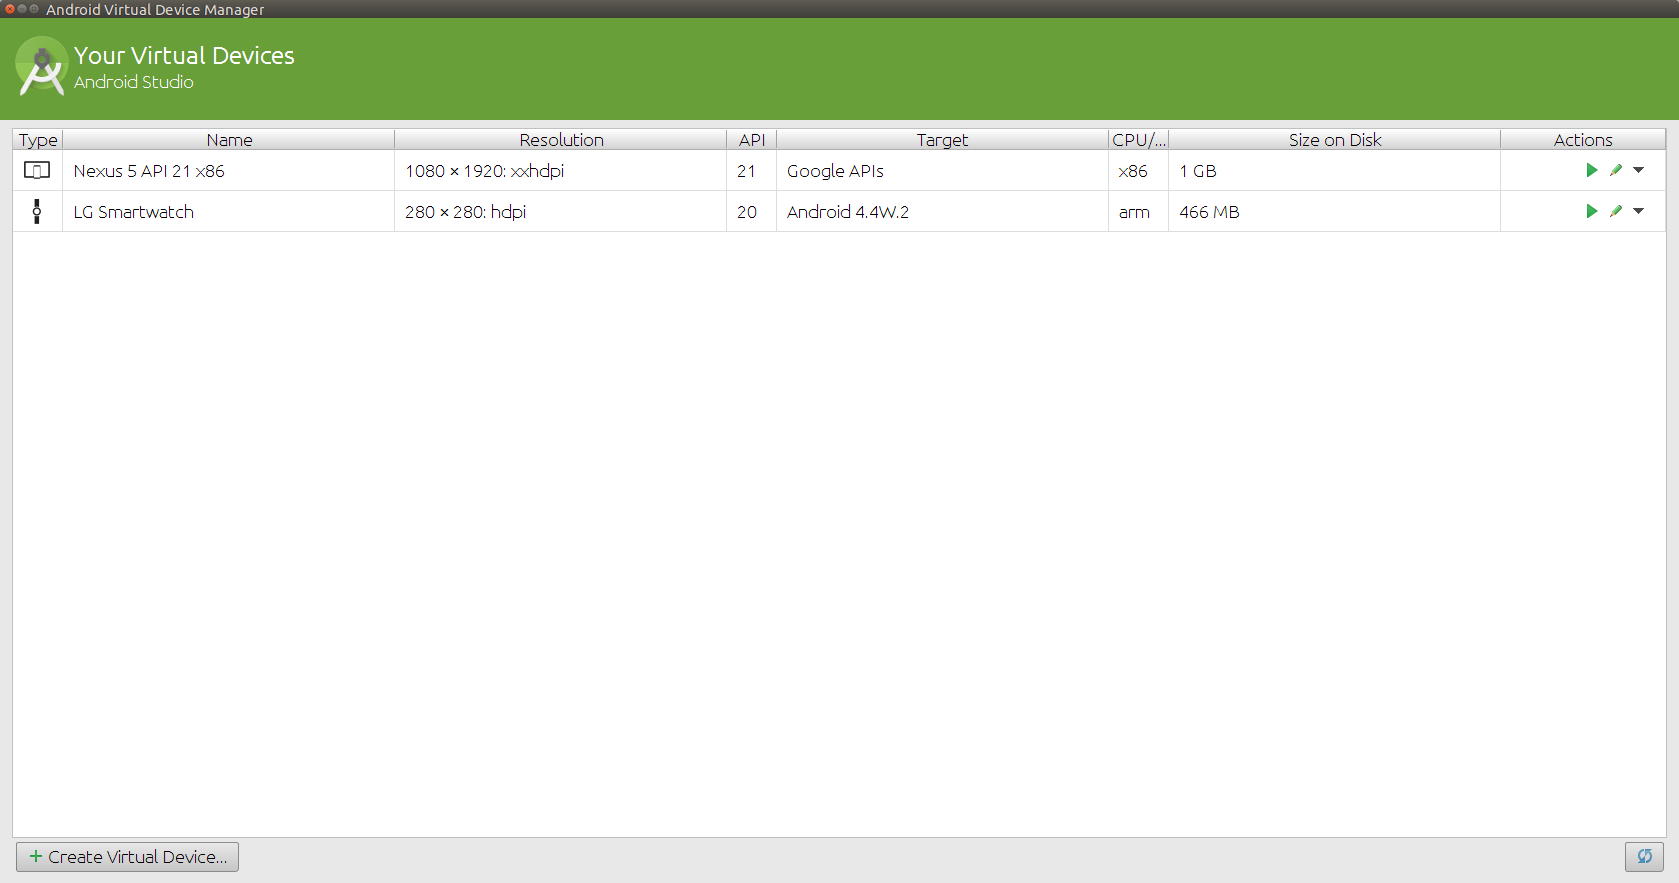 Android Virtual Device Manager
Your Virtual Devices
Android Studio
Type Name Resolution API Target CPU/... Size on Disk Actions
Nexus 5 API 21 x86 1080 × 1920: xxhdpi 21 Google APIs x86 1 GB
LG Smartwatch 280 × 280: hdpi 20 Android 4.4W.2 arm 466 MB
+ Create Virtual Device...